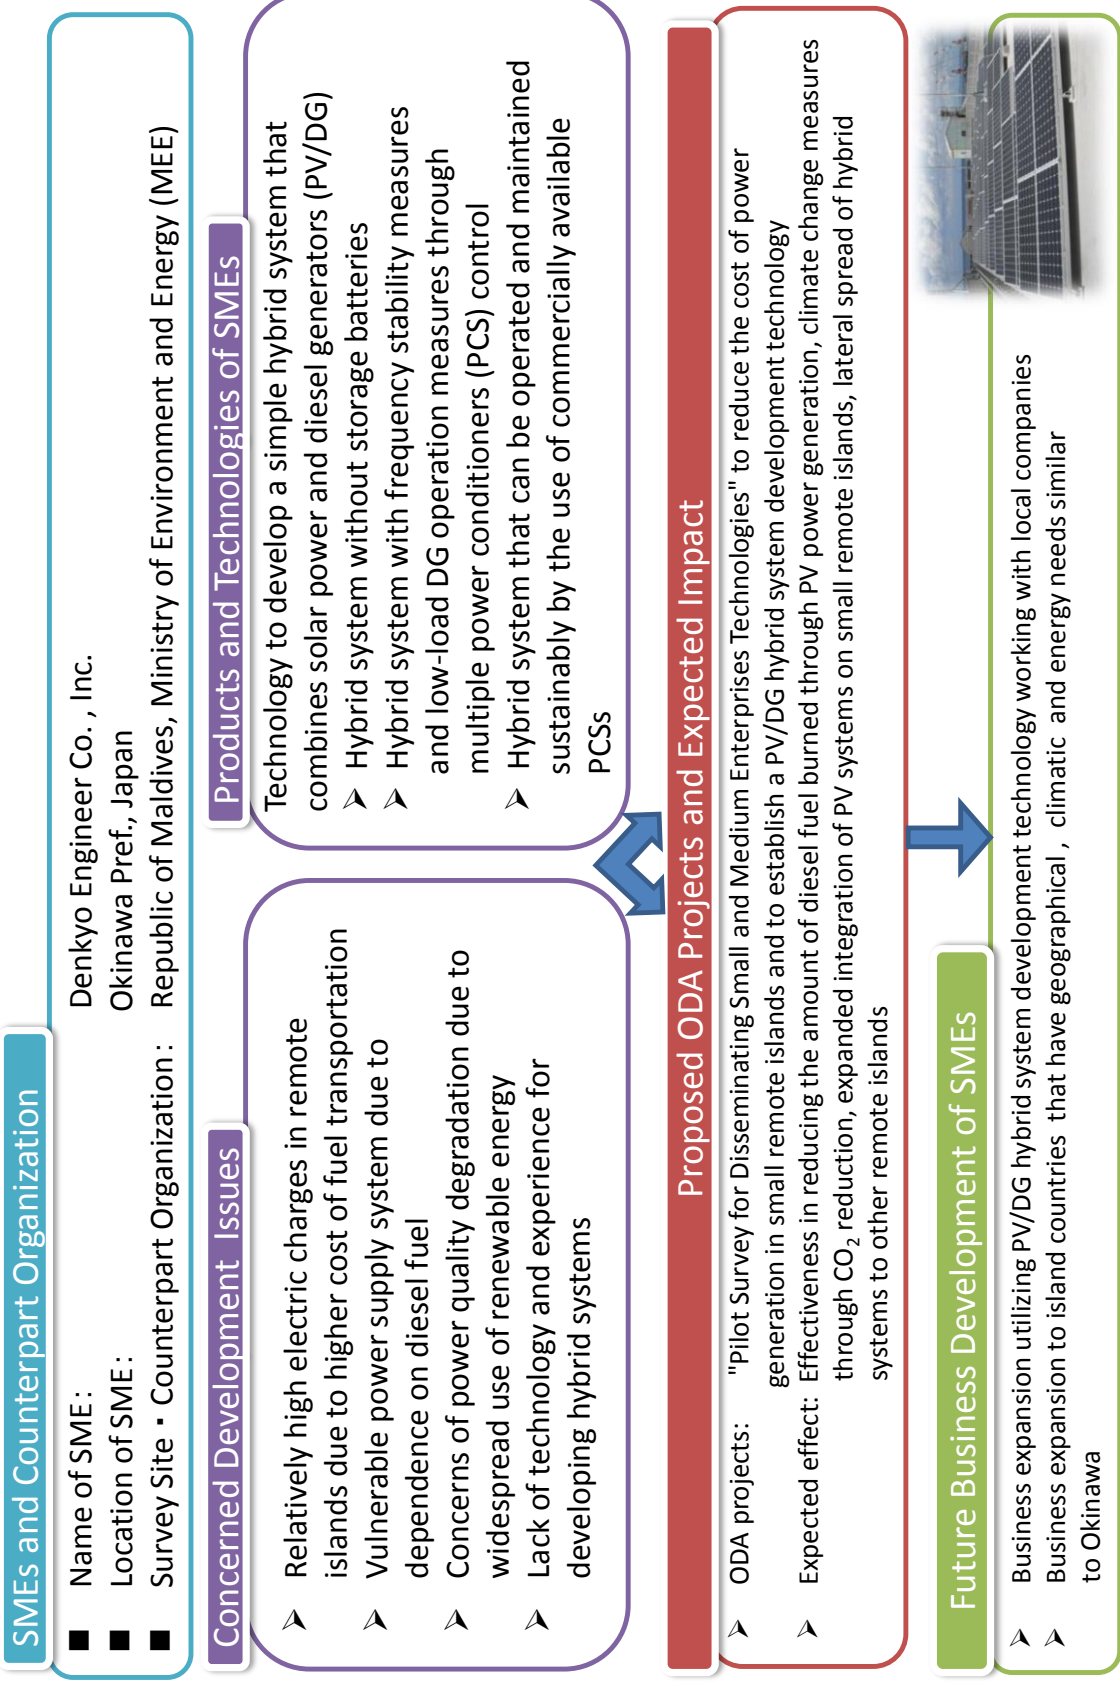 SMEs and Counterpart Organization
■ Name of SME : Denkyo Engineer Co. , Inc.
■ Location of SME : Okinawa Pref., Japan
■ Survey Site・Counterpart Organization : Republic of Maldives, Ministry of Environment and Energy (MEE)
Concerned Development Issues
➢ Relatively high electric charges in remote
islands due to higher cost of fuel transportation
➢ Vulnerable power supply system due to
dependence on diesel fuel
➢ Concerns of power quality degradation due to
widespread use of renewable energy
➢ Lack of technology and experience for
developing hybrid systems
Products and Technologies of SMEs
Technology to develop a simple hybrid system that
combines solar power and diesel generators (PV/DG)
➢ Hybrid system without storage batteries
➢ Hybrid system with frequency stability measures
and low-load DG operation measures through
multiple power conditioners (PCS) control
➢ Hybrid system that can be operated and maintained
sustainably by the use of commercially available
PCSs
Proposed ODA Projects and Expected Impact
➢ ODA projects: "Pilot Survey for Disseminating Small and Medium Enterprises Technologies" to reduce the cost of power
generation in small remote islands and to establish a PV/DG hybrid system development technology
➢ Expected effect: Effectiveness in reducing the amount of diesel fuel burned through PV power generation, climate change measures
through CO₂ reduction, expanded integration of PV systems on small remote islands, lateral spread of hybrid
systems to other remote islands
Future Business Development of SMEs
➢ Business expansion utilizing PV/DG hybrid system development technology working with local companies
➢ Business expansion to island countries that have geographical , climatic and energy needs similar
to Okinawa